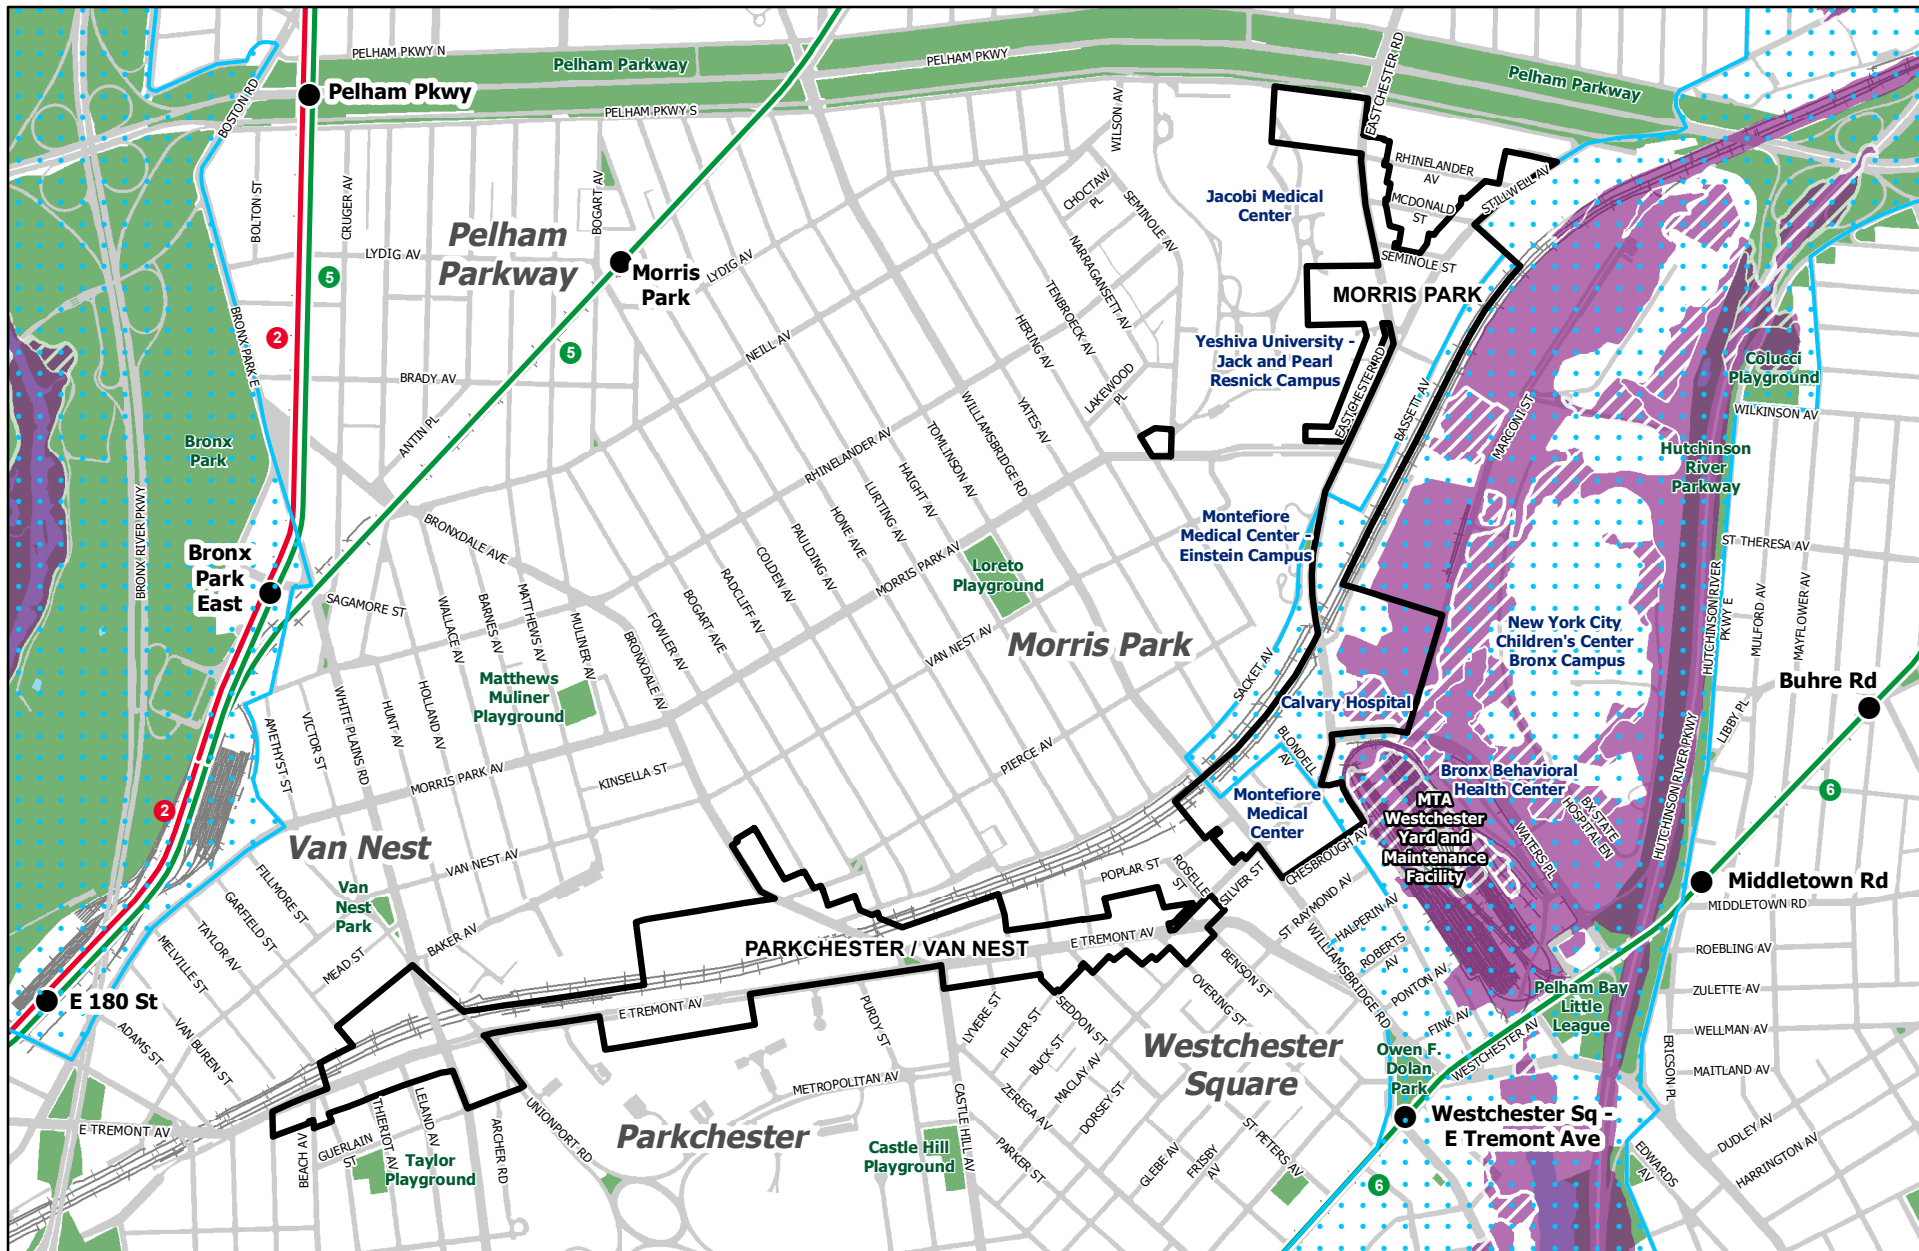 PELHAM PKWY N
Pelham Parkway
PELHAM PKWY
EASTCHESTER RD
Pelham Parkway
BOSTON RD
Pelham Pkwy
PELHAM PKWY S
WILSON AV
RHINELANDER
AV
MCDONALD
ST
STILLWELL AV
SEMINOLE ST
BOLTON ST
CRUGER AV
BOGART AV
CHOCTAW
PL
SEMINOLE AV
Jacobi Medical
Center
Pelham
Parkway
LYDIG AV
LYDIG AV
Morris
Park
NARRAGANSETT AV
TENBROECK AV
HERING AV
MORRIS PARK
5
2
5
BRONX PARK E
NEILL AV
BRADY AV
ANTIN PL
LAKEWOOD
PL
Yeshiva University -
Jack and Pearl
Resnick Campus
EASTCHESTER RD
BASSETT AV
MARCONI ST
Colucci
Playground
WILKINSON AV
Bronx
Park
BRONX RIVER PKWY
RHINELANDER AV
WILLIAMSBRIDGE RD
YATES AV
TOMLINSON AV
HAIGHT AV
LURTING AV
HONE AVE
PAULDING AV
COLDEN AV
RADCLIFF AV
BOGART AVE
FOWLER AV
BRONXDALE AV
BRONXDALE AVE
Hutchinson
River
Parkway
Montefiore
Medical Center -
Einstein Campus
Bronx
Park
East
SAGAMORE ST
WALLACE AV
BARNES AV
MATTHEWS AV
MULINER AV
MORRIS PARK AV
Loreto
Playground
ST THERESA AV
HUTCHINSON RIVER
PKWY E
MULFORD AV
MAYFLOWER AV
New York City
Children's Center
Bronx Campus
VAN NEST AV
Morris Park
SACKET AV
Matthews
Muliner
Playground
Calvary Hospital
Buhre Rd
LIBBY PL
AMETHYST ST
VICTOR ST
WHITE PLAINS RD
HUNT AV
HOLLAND AV
MORRIS PARK AV
KINSELLA ST
PIERCE AV
BLONDELL
AV
Bronx Behavioral
Health Center
HUTCHINSON RIVER PKWY
Montefiore
Medical
Center
MTA
Westchester
Yard and
Maintenance
Facility
WATERS PL
BX STATE
HOSPITAL EN
6
2
Van Nest
VAN NEST AV
FILLMORE ST
GARFIELD ST
TAYLOR AV
MELVILLE ST
Van
Nest
Park
MEAD ST
BAKER AV
POPLAR ST
ROSELLE
ST
SILVER ST
CHESBROUGH AV
ST RAYMOND AV
HALPERIN AV
ROBERTS
AV
PONTON AV
FINK AV
WILLIAMSBRIDGE RD
Middletown Rd
MIDDLETOWN RD
ROEBLING AV
ZULETTE AV
WELLMAN AV
MAITLAND AV
PARKCHESTER / VAN NEST
E TREMONT AV
BENSON ST
OVERING ST
E 180 St
ADAMS ST
VAN BUREN ST
E TREMONT AV
PURDY ST
LYVERE ST
FULLER ST
BUCK ST
SEDDON ST
MACLAY AV
ZEREGA AV
DORSEY ST
Westchester
Square
Pelham Bay
Little
League
WESTCHESTER AV
Owen F.
Dolan
Park
ERICSON PL
METROPOLITAN AV
CASTLE HILL AV
Westchester Sq -
E Tremont Ave
DUDLEY AV
HARRINGTON AV
EDWARDS
AV
E TREMONT AV
BEACH AV
GUERLAIN
ST
THIERIOT AV
LELAND AV
Taylor
Playground
ARCHER RD
UNIONPORT RD
Parkchester
Castle Hill
Playground
PARKER ST
GLEBE AV
FRISBY
AV
ST PETERS AV
6